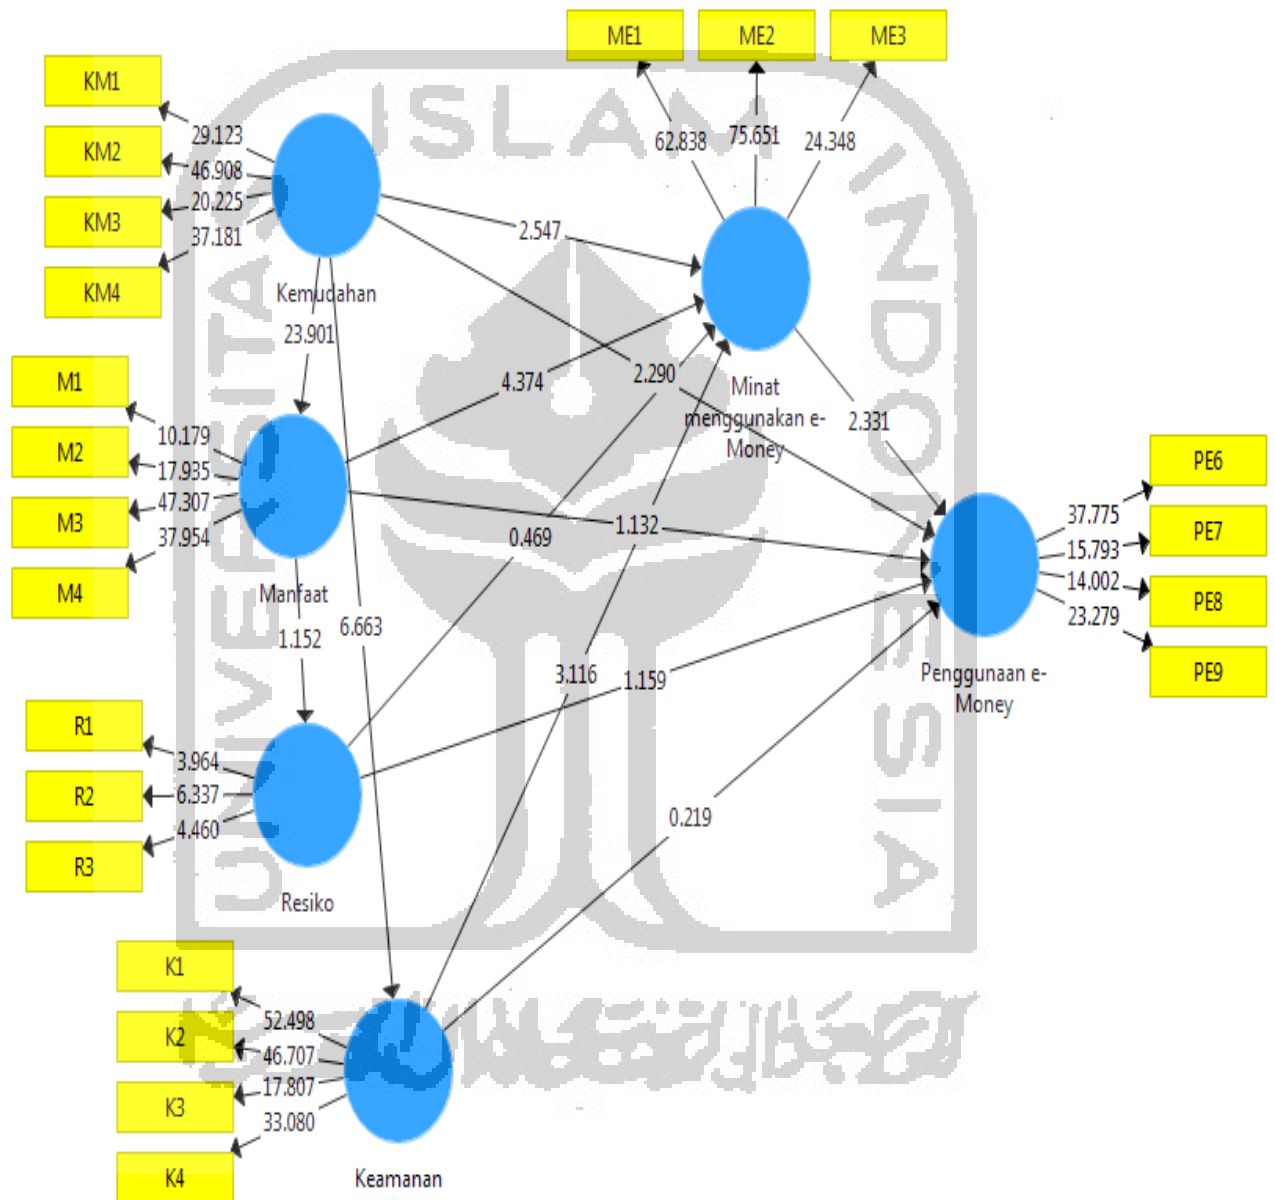 ME1
ME2
ME3
KM1
KM2
KM3
KM4
29.123
46.908
20.225
37.181
62.838
75.651
24.348
Kemudahan
2.547
23.901
Minat
menggunakan e-
Money
2.290
4.374
2.331
M1
M2
M3
M4
10.179
17.935
47.307
37.954
Manfaat
1.132
0.469
1.152
6.663
3.116
1.159
PE6
PE7
PE8
PE9
37.775
15.793
14.002
23.279
Penggunaan e-
Money
R1
R2
R3
3.964
6.337
4.460
Resiko
0.219
K1
K2
K3
K4
52.498
46.707
17.807
33.080
Keamanan
UNIVERSITAS
ISLAM
INDONESIA